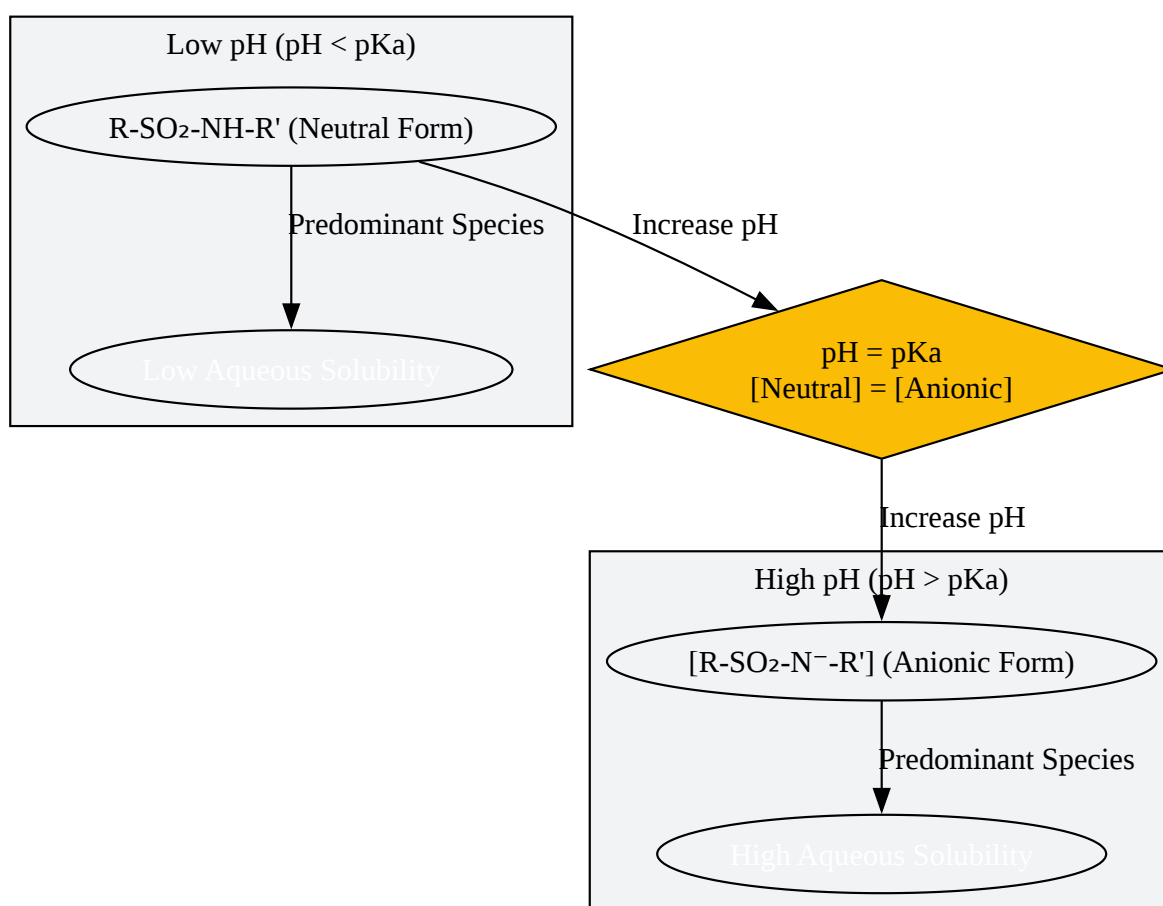 Low pH (pH < pKa)
R-SO₂-NH-R' (Neutral Form)
Predominant Species
Increase pH
Low Aqueous Solubility
pH = pKa
[Neutral] = [Anionic]
Increase pH
High pH (pH > pKa)
[R-SO₂-N⁻-R'] (Anionic Form)
Predominant Species
High Aqueous Solubility